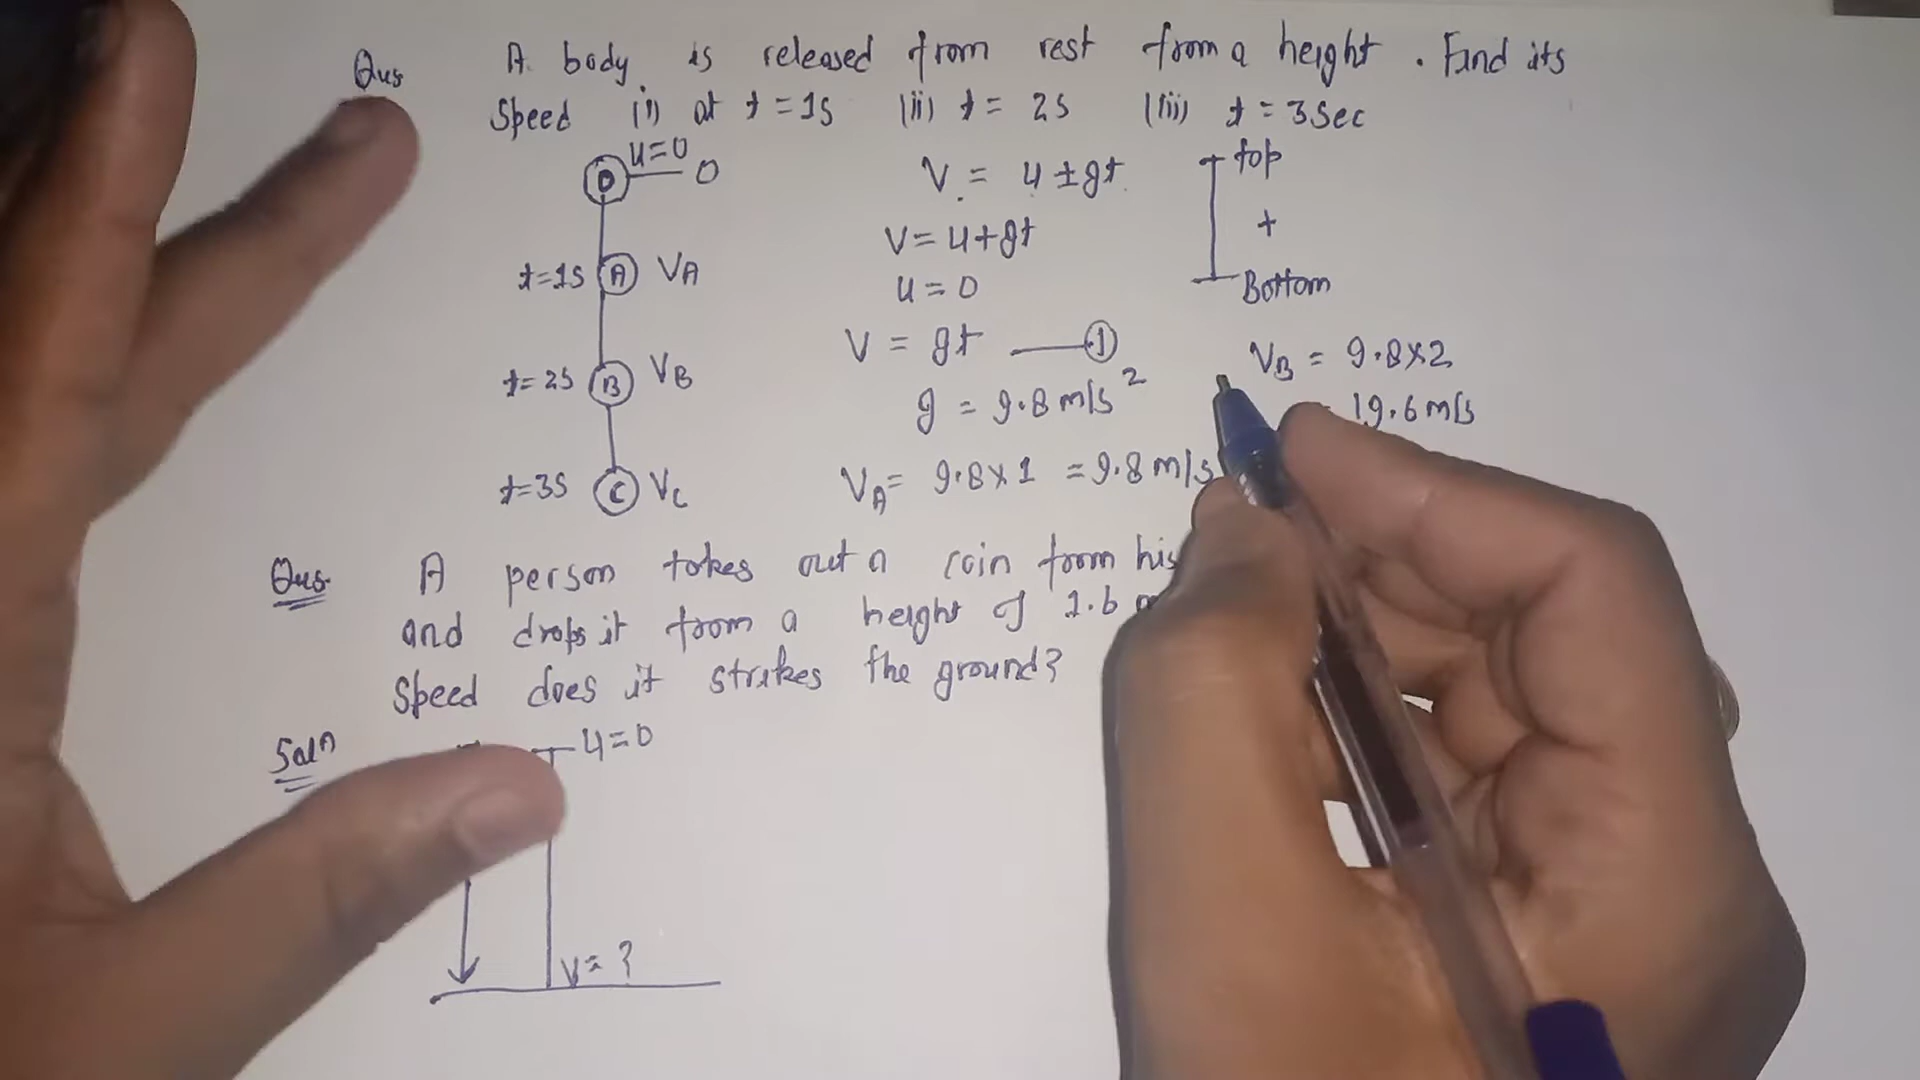 Qus A body is released from rest from a height. Find its
speed (i) at t = 1s (ii) t = 2s (iii) t = 3sec
u=0
O O
t=1s A VA
t= 2s B VB
t=3s C VC
V = u ± gt
V = u+gt
u = 0
V = gt 1
g = 9.8 m/s²
VA= 9.8×1 = 9.8 m/s
top
+
Bottom
VB = 9.8×2
19.6 m/s
Qus. A person takes out a coin from his
and drops it from a height of 1.6
speed does it strikes the ground?
Soln
u=0
v= ?